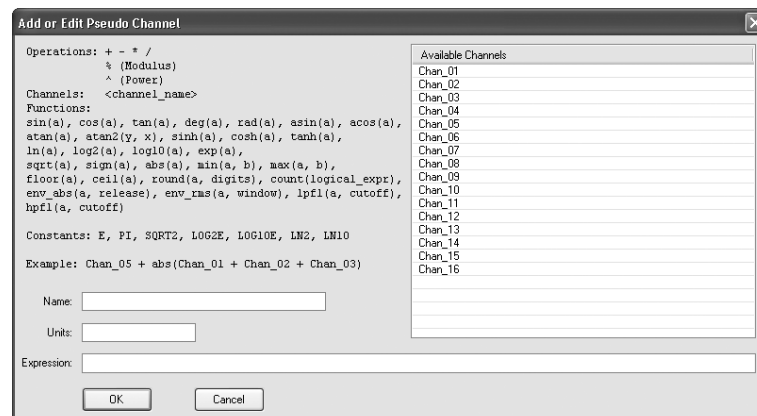 Add or Edit Pseudo Channel
Operations: + - * /
% (Modulus)
^ (Power)
Channels: <channel_name>
Functions:
sin(a), cos(a), tan(a), deg(a), rad(a), asin(a), acos(a),
atan(a), atan2(y, x), sinh(a), cosh(a), tanh(a),
ln(a), log2(a), log10(a), exp(a),
sqrt(a), sign(a), abs(a), min(a, b), max(a, b),
floor(a), ceil(a), round(a, digits), count(logical_expr),
env_abs(a, release), env_rms(a, window), lpf1(a, cutoff),
hpf1(a, cutoff)
Constants: E, PI, SQRT2, LOG2E, LOG10E, LN2, LN10
Example: Chan_05 + abs(Chan_01 + Chan_02 + Chan_03)
Name:
Units:
Available Channels
Chan_01
Chan_02
Chan_03
Chan_04
Chan_05
Chan_06
Chan_07
Chan_08
Chan_09
Chan_10
Chan_11
Chan_12
Chan_13
Chan_14
Chan_15
Chan_16
Expression:
OK
Cancel